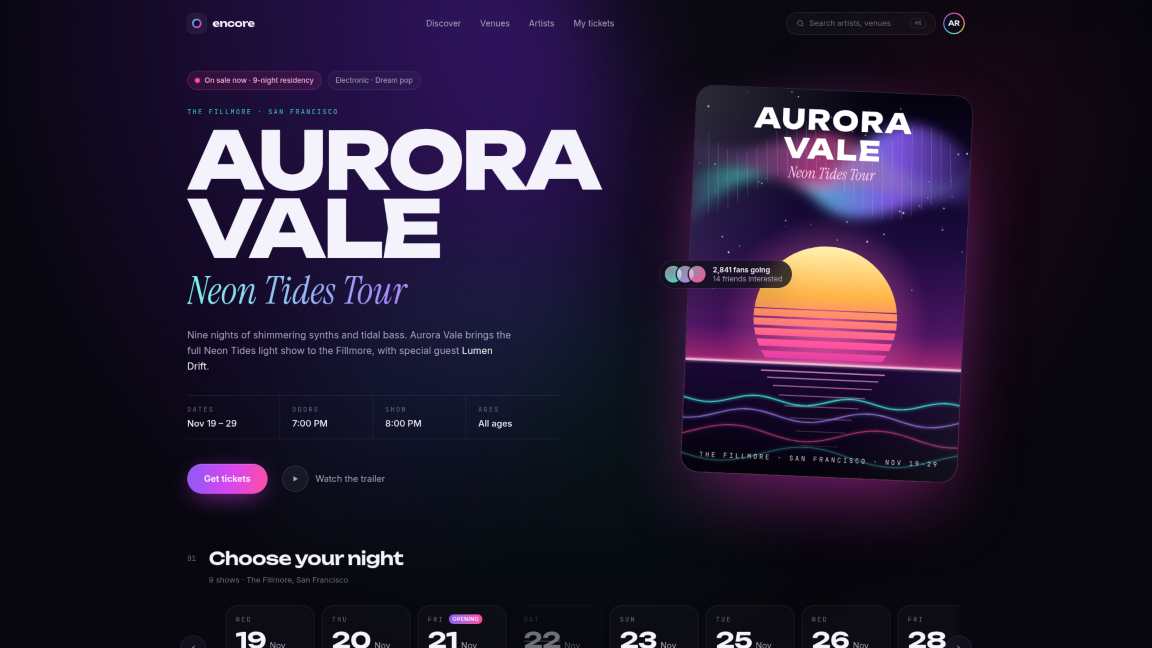 encore
Discover
Venues
Artists
My tickets
Search artists, venues
AR
On sale now · 9-night residency
Electronic · Dream pop
THE FILLMORE · SAN FRANCISCO
AURORA
VALE
Neon Tides Tour
Nine nights of shimmering synths and tidal bass. Aurora Vale brings the
full Neon Tides light show to the Fillmore, with special guest Lumen
Drift.
DATES
Nov 19 – 29
DOORS
7:00 PM
SHOW
8:00 PM
AGES
All ages
Get tickets
Watch the trailer
AURORA
VALE
Neon Tides Tour
2,841 fans going
14 friends interested
THE FILLMORE · SAN FRANCISCO · NOV 19–29
01
Choose your night
9 shows · The Fillmore, San Francisco
WED
19 Nov
THU
20 Nov
FRI
OPENING
21 Nov
SAT
22 Nov
SUN
23 Nov
TUE
25 Nov
WED
26 Nov
FRI
28